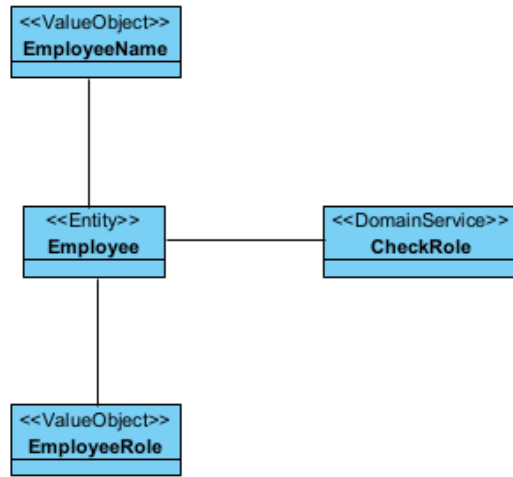 <<ValueObject>>
EmployeeName
<<Entity>>
Employee
<<DomainService>>
CheckRole
<<ValueObject>>
EmployeeRole